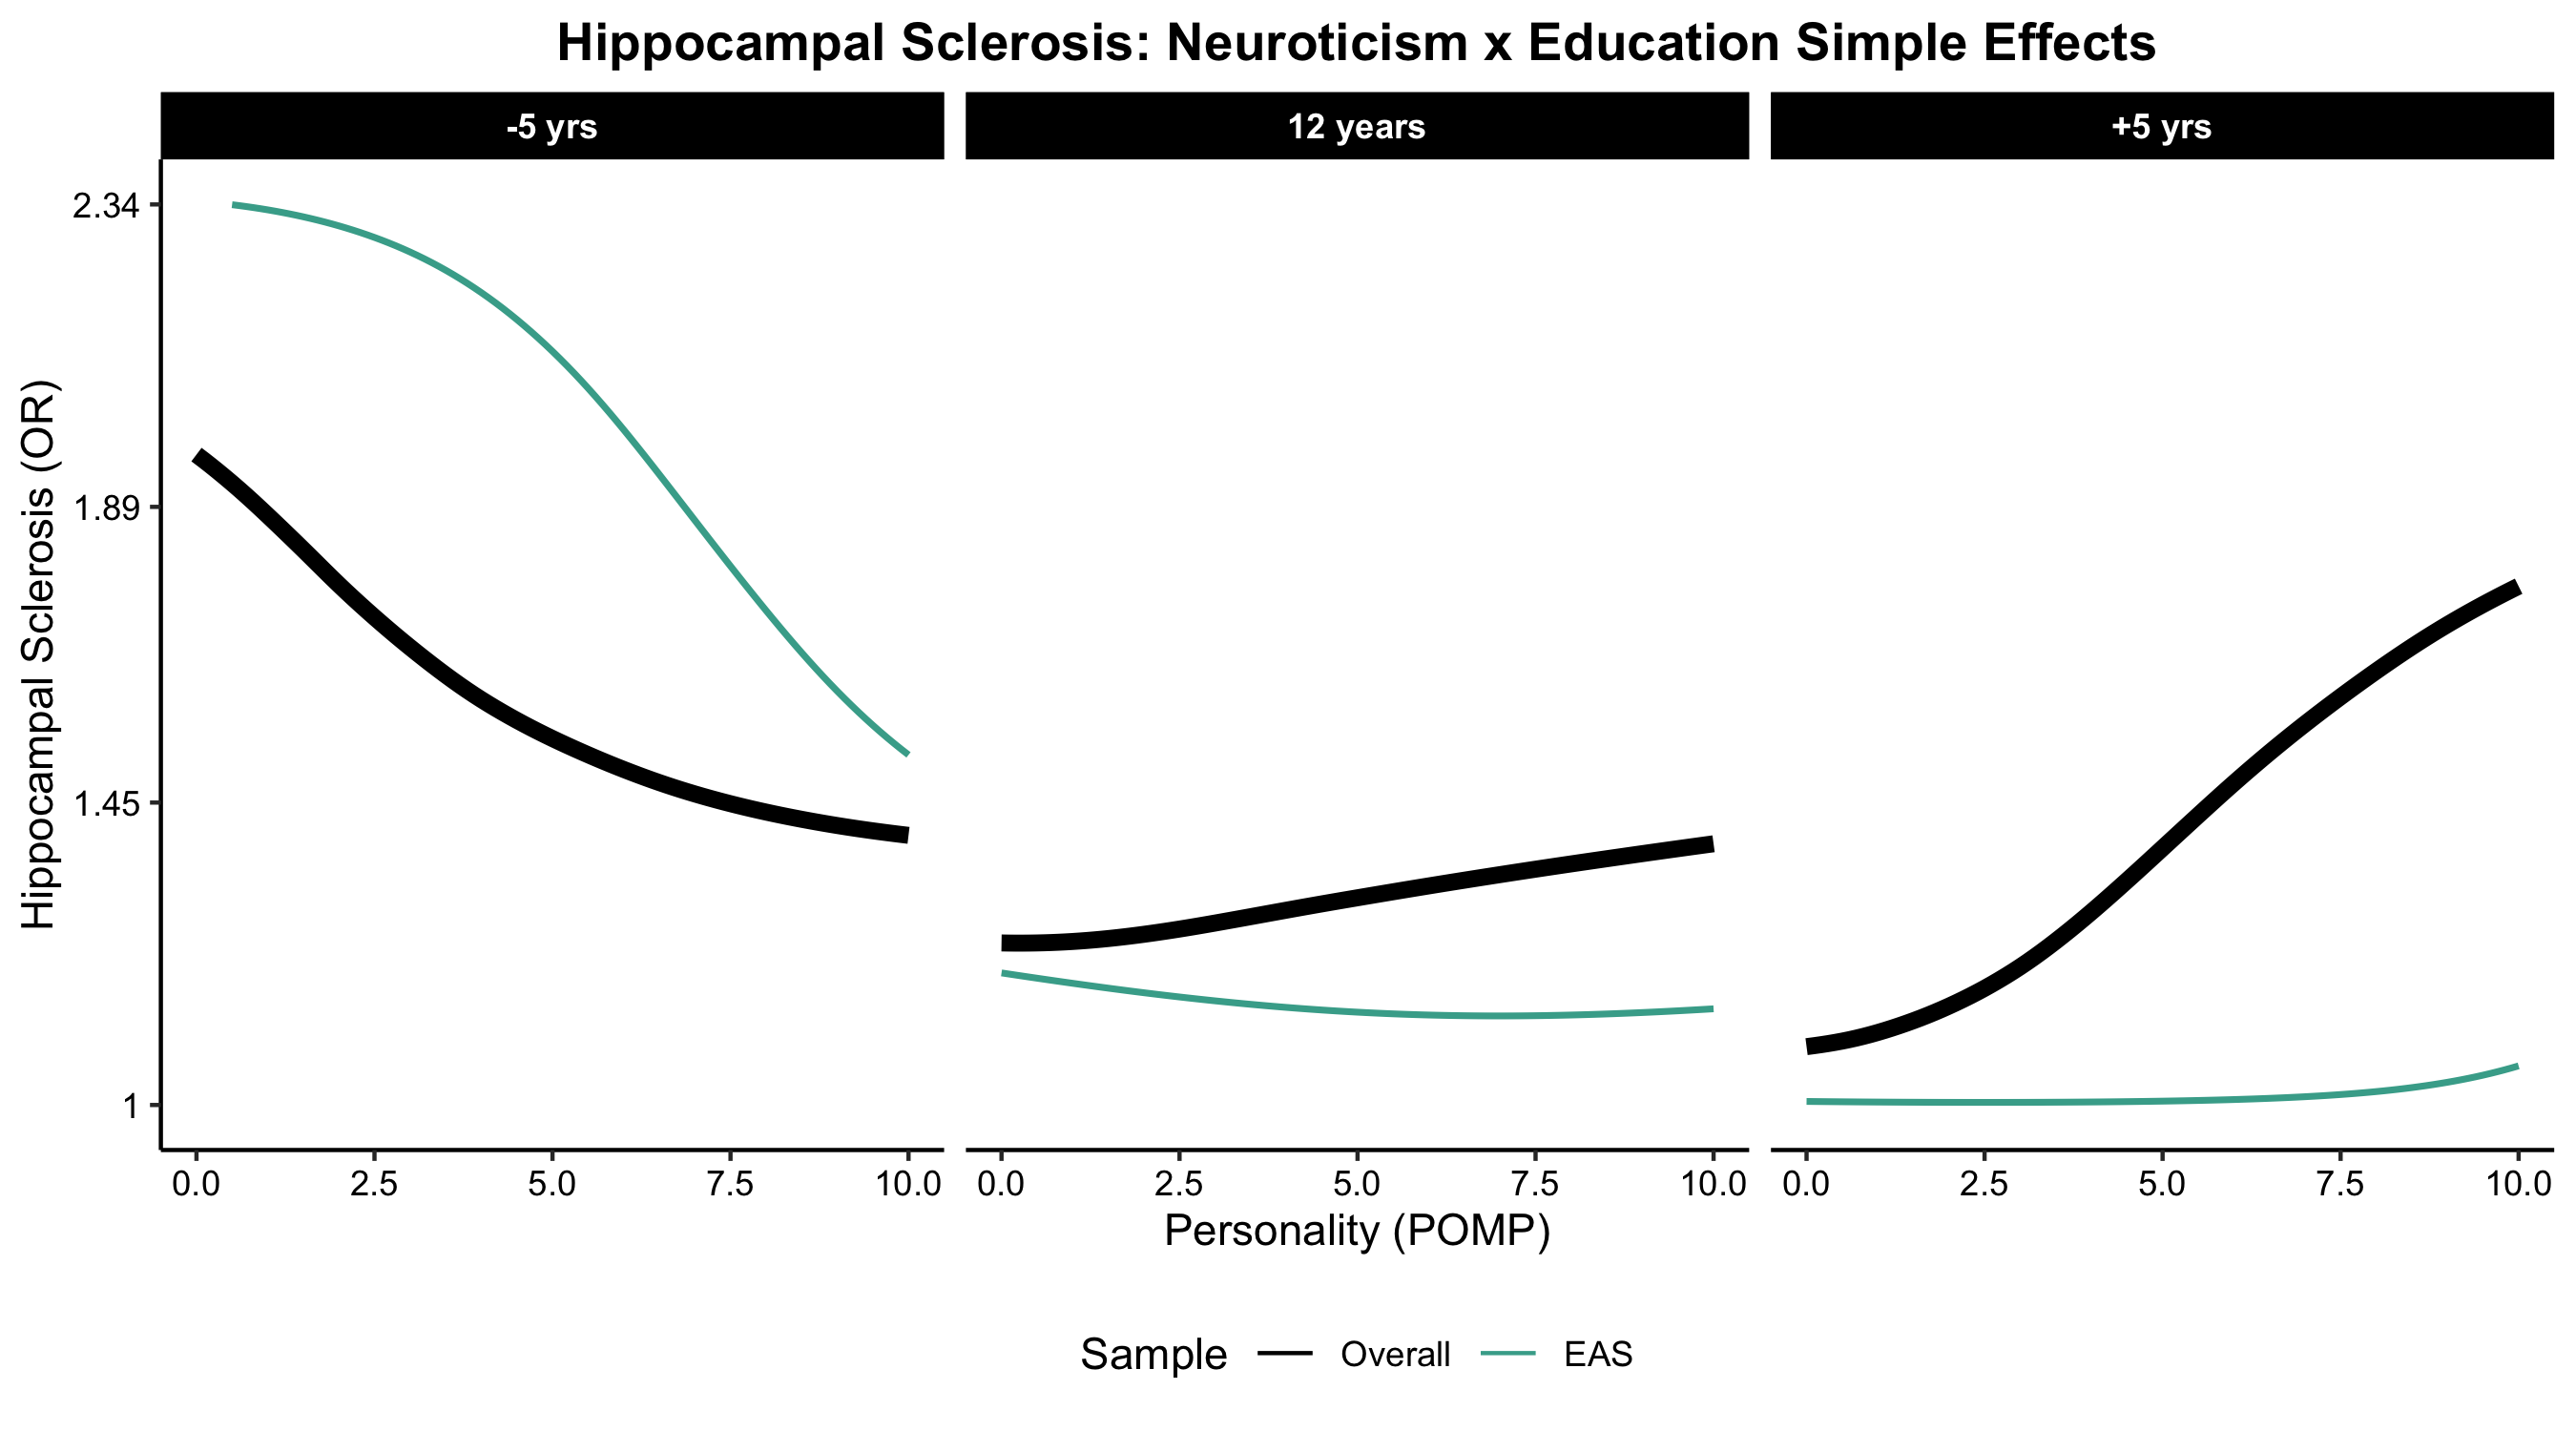 Hippocampal Sclerosis: Neuroticism x Education Simple Effects
-5 yrs
12 years
+5 yrs
Hippocampal Sclerosis (OR)
2.34
1.89
1.45
1
0.0 2.5 5.0 7.5 10.0
0.0 2.5 5.0 7.5 10.0
0.0 2.5 5.0 7.5 10.0
Personality (POMP)
Sample Overall EAS